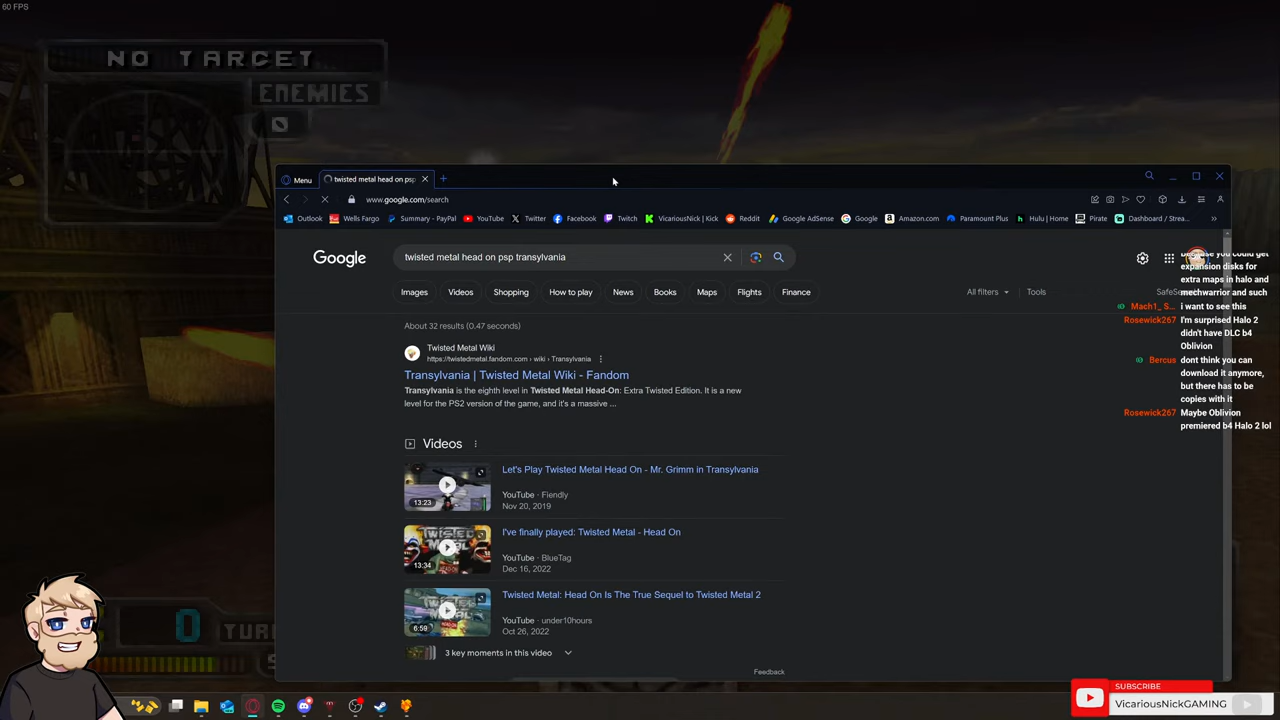 60 FPS
NO TARGET
ENEMIES
0
Menu
twisted metal head on psp
www.google.com/search
Outlook
Wells Fargo
Summary - PayPal
YouTube
Twitter
Facebook
Twitch
VicariousNick | Kick
Reddit
Google AdSense
Google
Amazon.com
Paramount Plus
Hulu | Home
Pirate
Dashboard / Strea...
Google
twisted metal head on psp transylvania
Images
Videos
Shopping
How to play
News
Books
Maps
Flights
Finance
All filters
Tools
About 32 results (0.47 seconds)
Twisted Metal Wiki
https://twistedmetal.fandom.com › wiki › Transylvania
Transylvania | Twisted Metal Wiki - Fandom
Transylvania is the eighth level in Twisted Metal Head-On: Extra Twisted Edition. It is a new
level for the PS2 version of the game, and it's a massive ...
Videos
Let's Play Twisted Metal Head On - Mr. Grimm in Transylvania
YouTube · Fiendly
Nov 20, 2019
13:23
I've finally played: Twisted Metal - Head On
YouTube · BlueTag
Dec 16, 2022
13:34
Twisted Metal: Head On Is The True Sequel to Twisted Metal 2
YouTube · under10hours
Oct 26, 2022
6:59
3 key moments in this video
Feedback
because you could get
expansion disks for
extra maps in halo and
mechwarrior and such
Mach1_ S... i want to see this
Rosewick267 I'm surprised Halo 2
didn't have DLC b4
Oblivion
Bercus dont think you can
download it anymore,
but there has to be
copies with it
Rosewick267 Maybe Oblivion
premiered b4 Halo 2 lol
0
TUR
SUBSCRIBE
VicariousNickGAMING